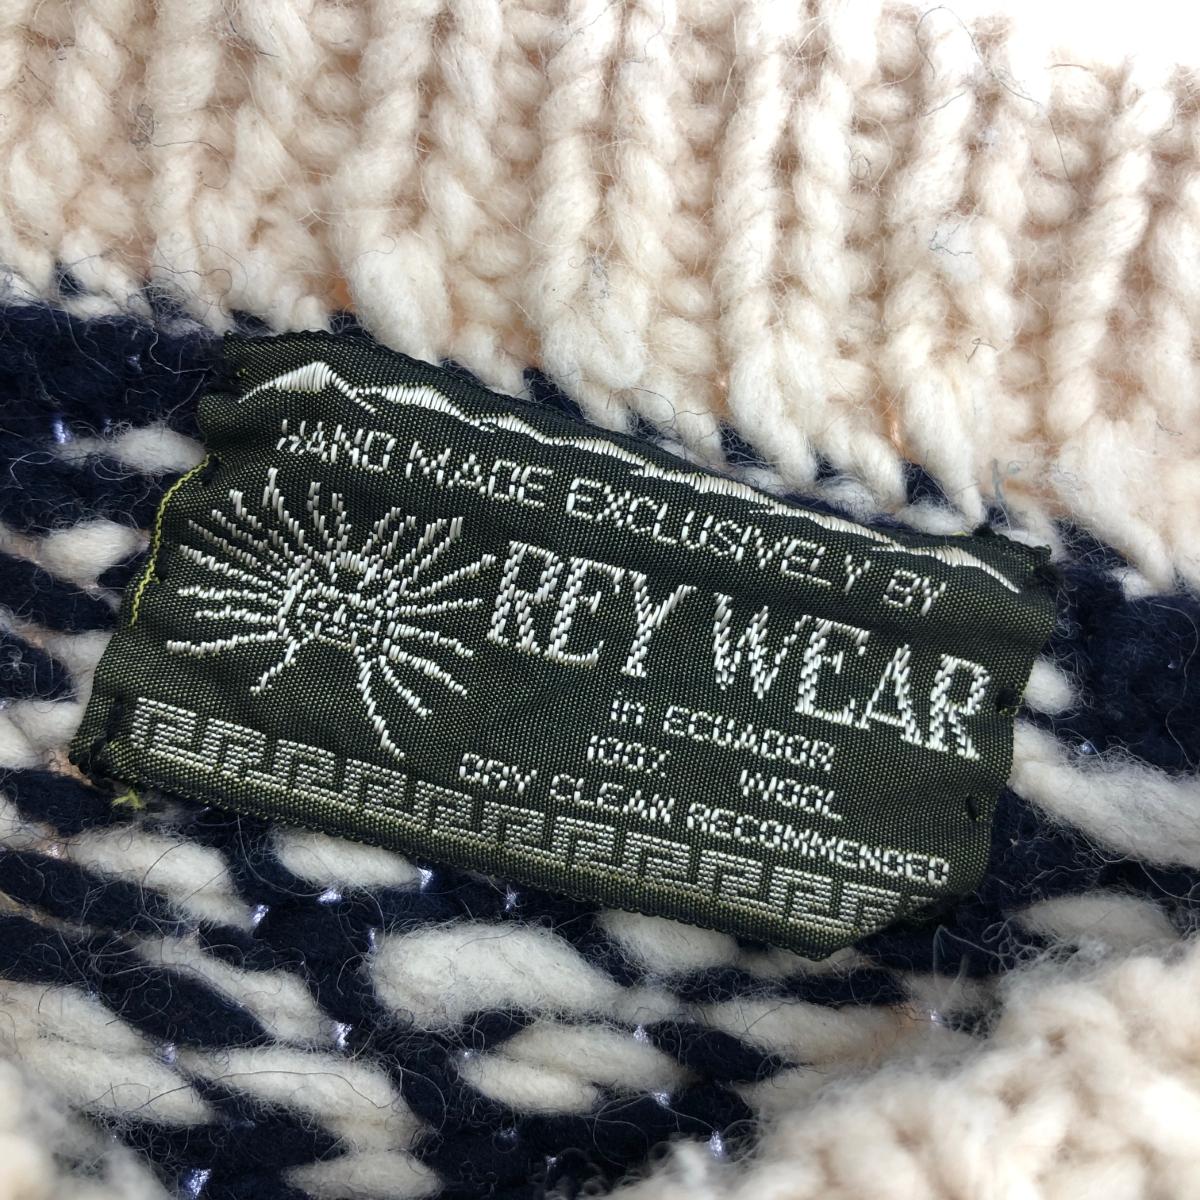 HAND MADE EXCLUSIVELY BY
REY WEAR
in ECUADOR
100% WOOL
DRY CLEAN RECOMMENDED